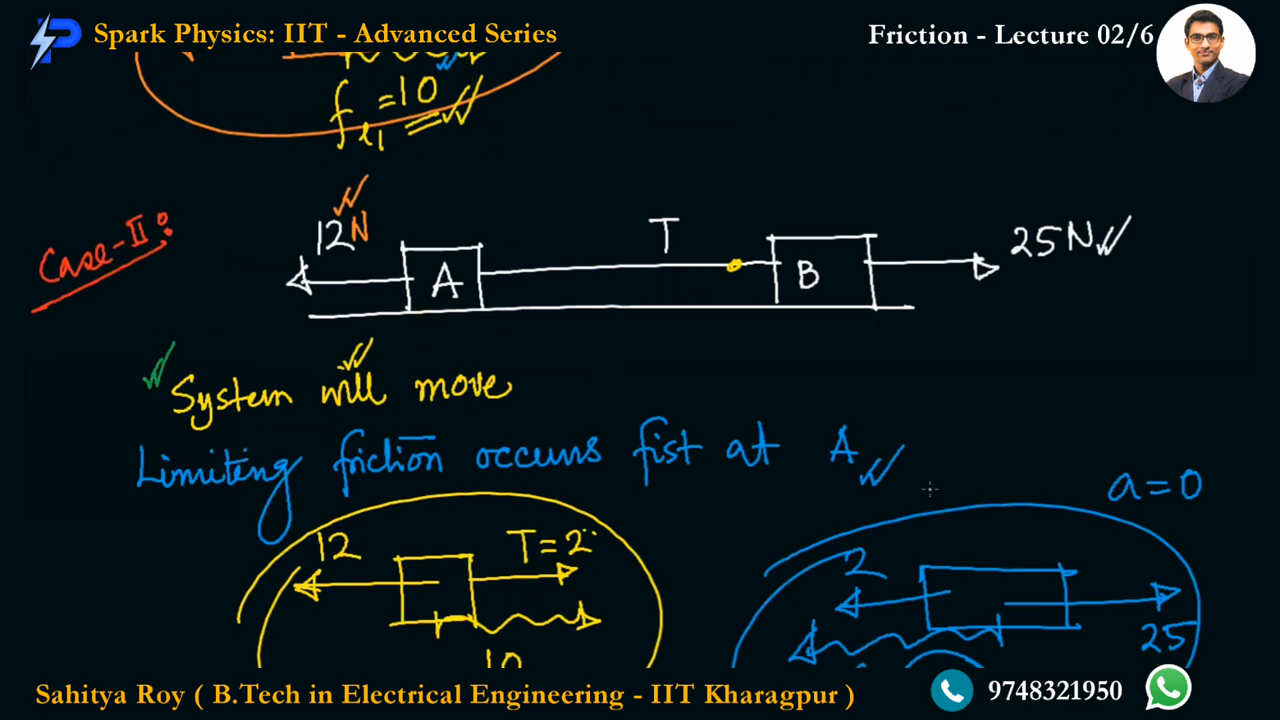 Spark Physics: IIT - Advanced Series
Friction - Lecture 02/6
fl1 = 10
Case-II:
12N
T
25N
A
B
System will move
Limiting friction occurs fist at A
a=0
12
T=2
2
25
10
Sahitya Roy ( B.Tech in Electrical Engineering - IIT Kharagpur )
9748321950